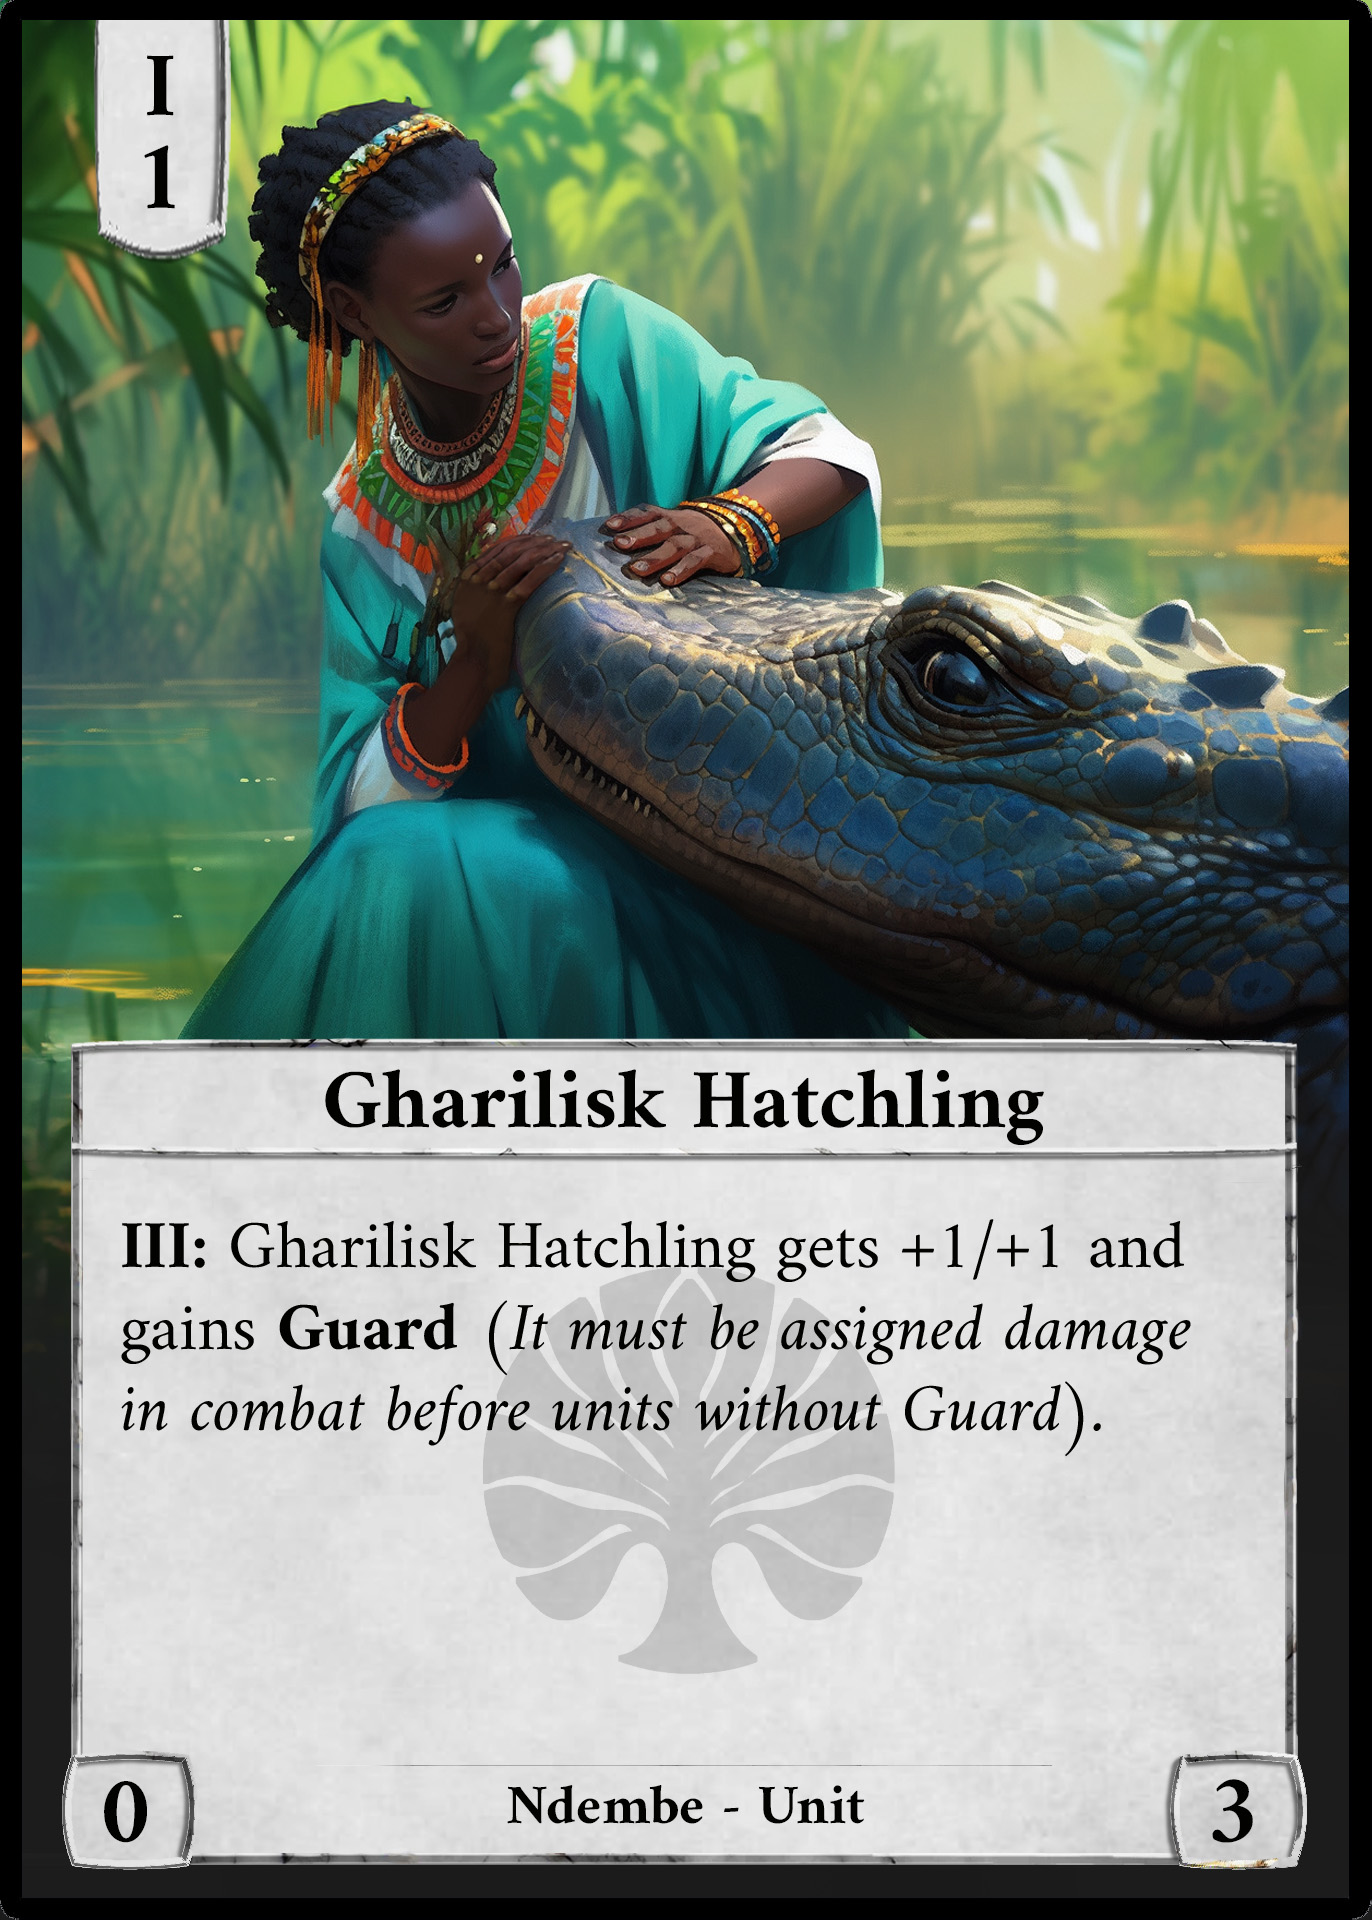 I
1
Gharilisk Hatchling
III: Gharilisk Hatchling gets +1/+1 and
gains Guard (It must be assigned damage
in combat before units without Guard).
0
Ndembe - Unit
3